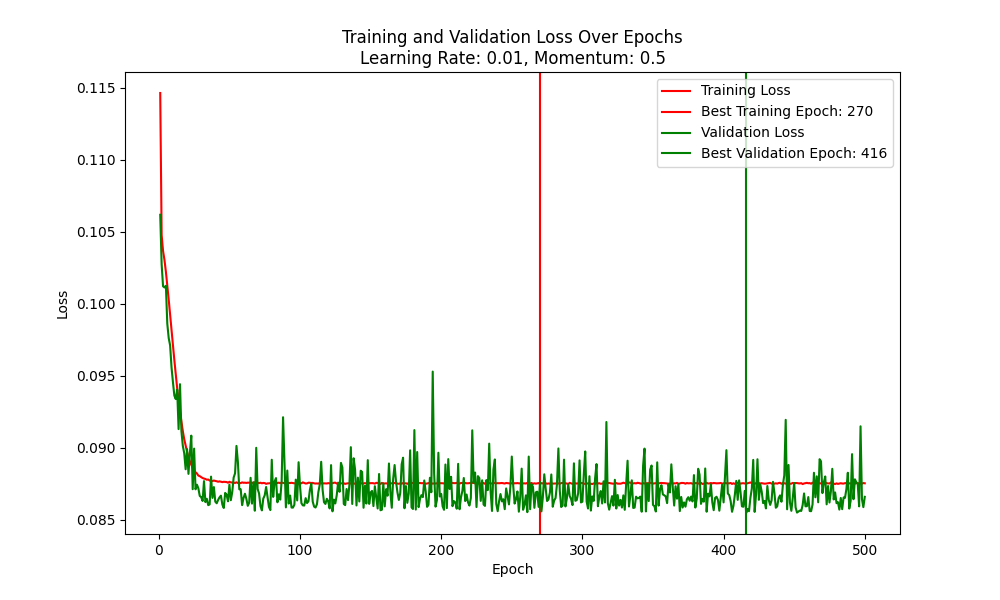 Training and Validation Loss Over Epochs
Learning Rate: 0.01, Momentum: 0.5
Training Loss
Best Training Epoch: 270
Validation Loss
Best Validation Epoch: 416
0.115
0.110
0.105
0.100
0.095
0.090
0.085
Loss
0
100
200
300
400
500
Epoch